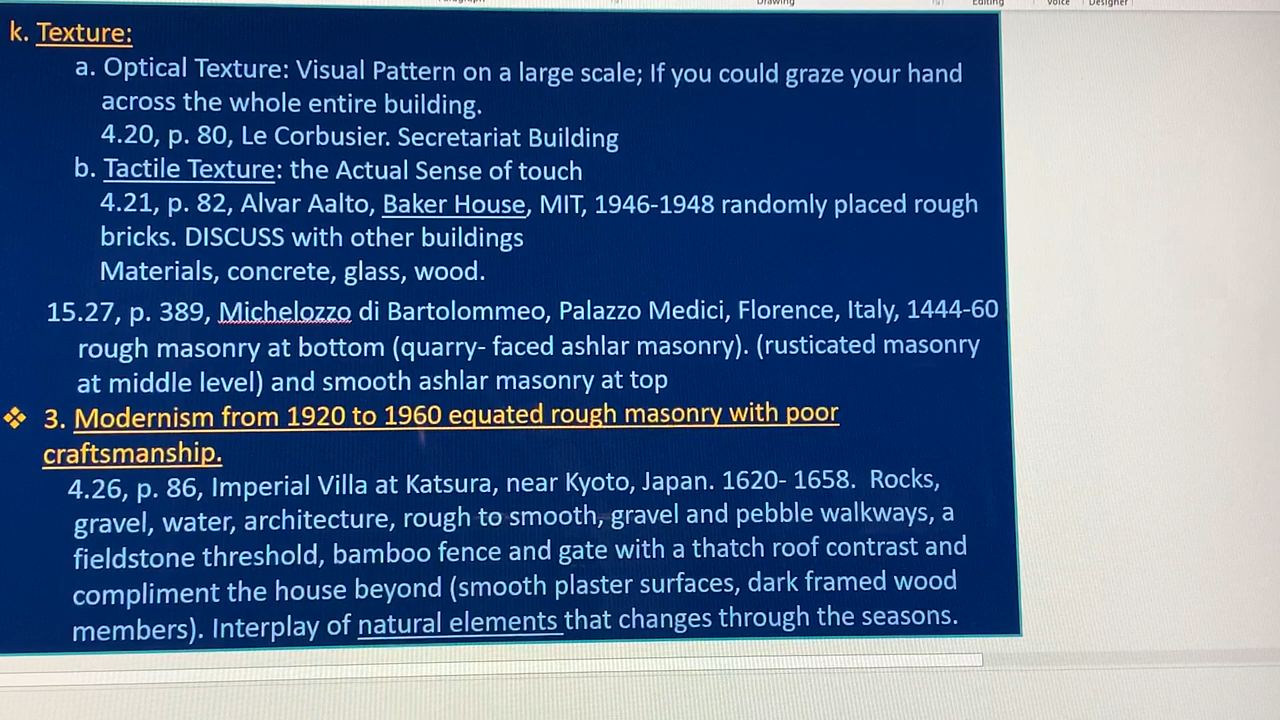 Drawing Editing Voice Designer
k. Texture:
a. Optical Texture: Visual Pattern on a large scale; If you could graze your hand
across the whole entire building.
4.20, p. 80, Le Corbusier. Secretariat Building
b. Tactile Texture: the Actual Sense of touch
4.21, p. 82, Alvar Aalto, Baker House, MIT, 1946-1948 randomly placed rough
bricks. DISCUSS with other buildings
Materials, concrete, glass, wood.
15.27, p. 389, Michelozzo di Bartolommeo, Palazzo Medici, Florence, Italy, 1444-60
rough masonry at bottom (quarry- faced ashlar masonry). (rusticated masonry
at middle level) and smooth ashlar masonry at top
❖ 3. Modernism from 1920 to 1960 equated rough masonry with poor
craftsmanship.
4.26, p. 86, Imperial Villa at Katsura, near Kyoto, Japan. 1620- 1658. Rocks,
gravel, water, architecture, rough to smooth, gravel and pebble walkways, a
fieldstone threshold, bamboo fence and gate with a thatch roof contrast and
compliment the house beyond (smooth plaster surfaces, dark framed wood
members). Interplay of natural elements that changes through the seasons.